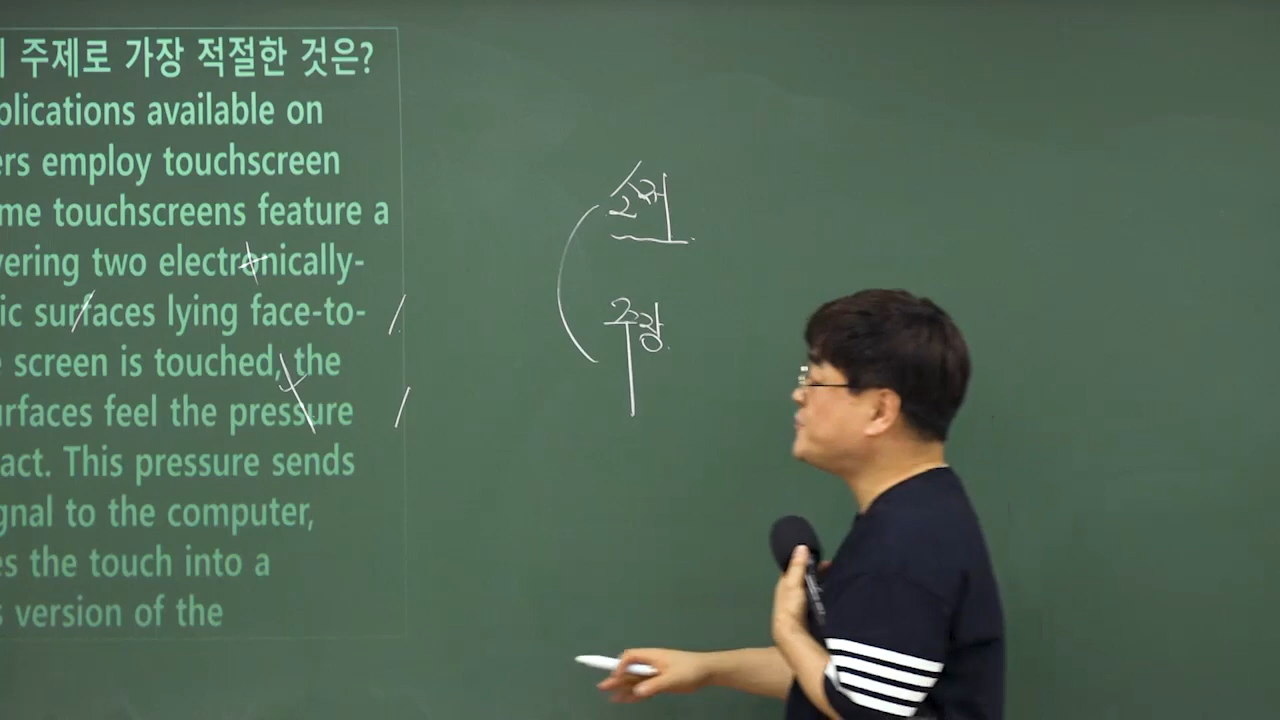 주제로 가장 적절한 것은?
plications available on
ers employ touchscreen
me touchscreens feature a
vering two electronically-
ic surfaces lying face-to-
screen is touched, the
urfaces feel the pressure
act. This pressure sends
gnal to the computer,
es the touch into a
s version of the
소재
주장